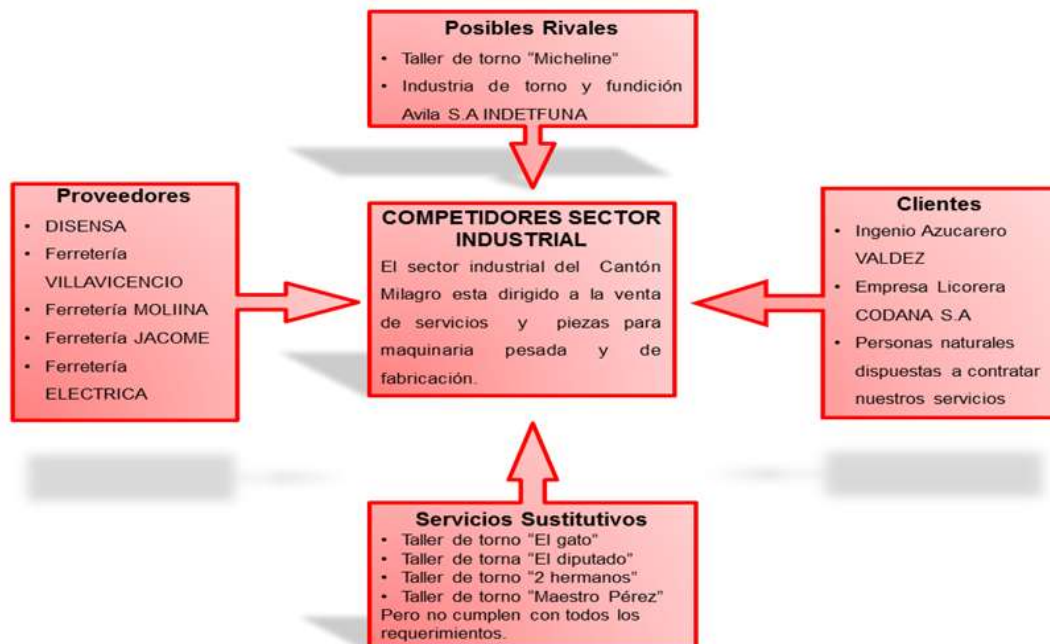 Posibles Rivales
• Taller de torno "Micheline"
• Industria de torno y fundición
Avila S.A INDETFUNA
Proveedores
• DISENSA
• Ferretería
VILLAVICENCIO
• Ferretería MOLIINA
• Ferretería JACOME
• Ferretería
ELECTRICA
COMPETIDORES SECTOR
INDUSTRIAL
El sector industrial del Cantón
Milagro esta dirigido a la venta
de servicios y piezas para
maquinaria pesada y de
fabricación.
Clientes
• Ingenio Azucarero
VALDEZ
• Empresa Licorera
CODANA S.A
• Personas naturales
dispuestas a contratar
nuestros servicios
Servicios Sustitutivos
• Taller de torno "El gato"
• Taller de torna "El diputado"
• Taller de torno "2 hermanos"
• Taller de torno "Maestro Pérez"
Pero no cumplen con todos los
requerimientos.